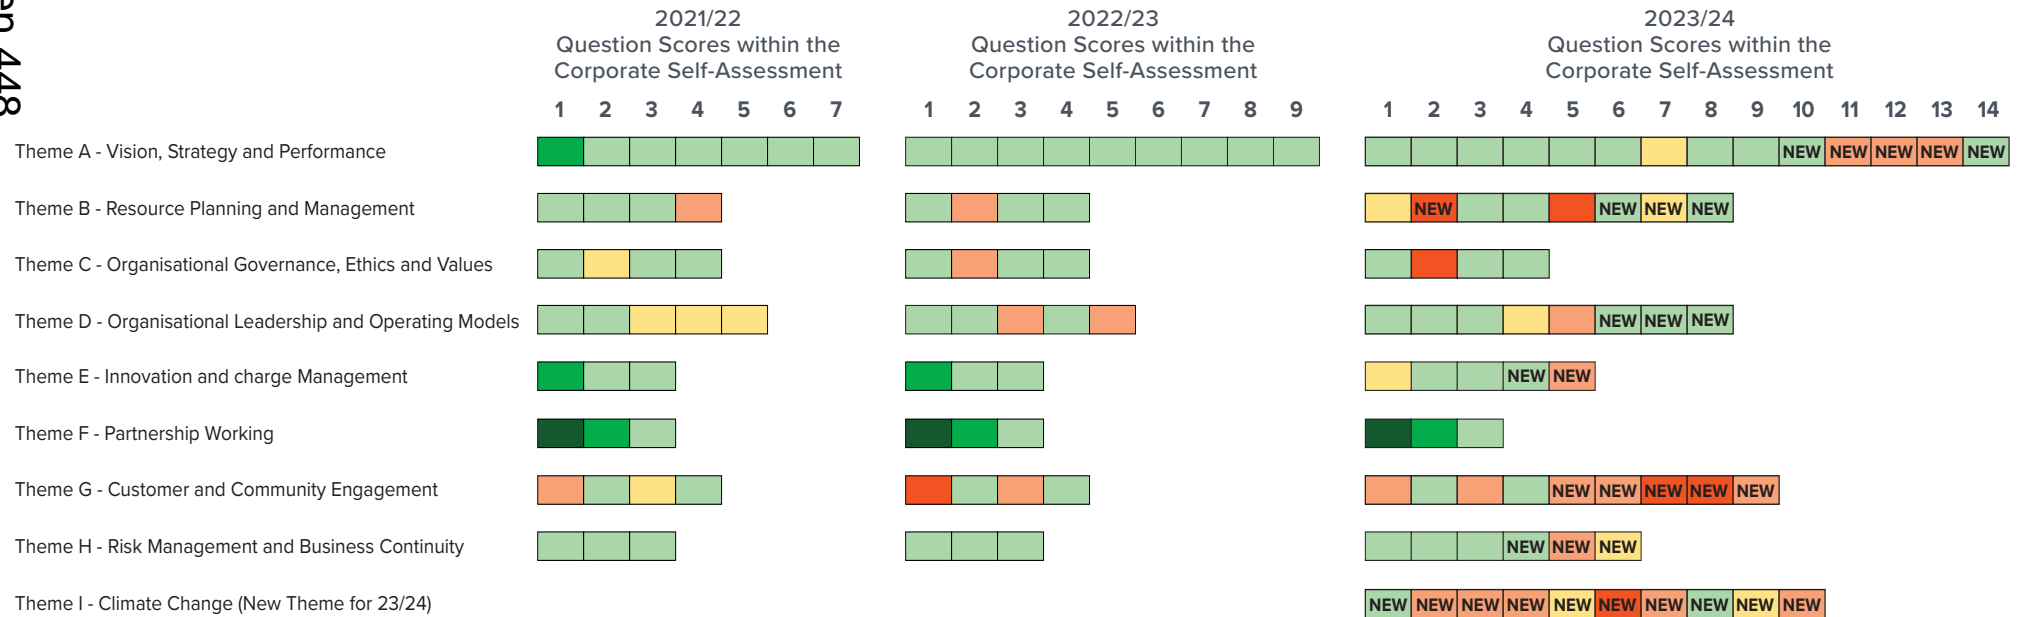 en 448
2021/22
Question Scores within the
Corporate Self-Assessment
2022/23
Question Scores within the
Corporate Self-Assessment
2023/24
Question Scores within the
Corporate Self-Assessment
1 2 3 4 5 6 7
1 2 3 4 5 6 7 8 9
1 2 3 4 5 6 7 8 9 10 11 12 13 14
Theme A - Vision, Strategy and Performance
NEW NEW NEW NEW NEW
Theme B - Resource Planning and Management
NEW NEW NEW NEW
Theme C - Organisational Governance, Ethics and Values
Theme D - Organisational Leadership and Operating Models
NEW NEW NEW
Theme E - Innovation and charge Management
NEW NEW
Theme F - Partnership Working
Theme G - Customer and Community Engagement
NEW NEW NEW NEW NEW
Theme H - Risk Management and Business Continuity
NEW NEW NEW
Theme I - Climate Change (New Theme for 23/24)
NEW NEW NEW NEW NEW NEW NEW NEW NEW NEW